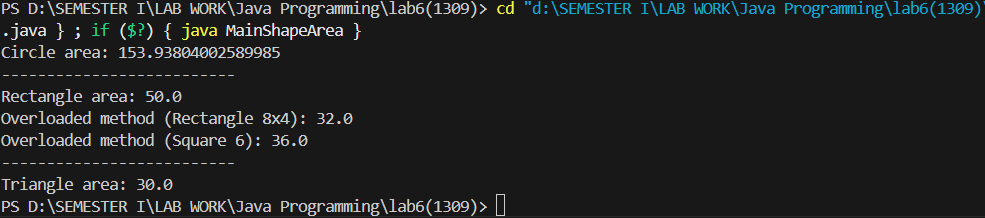 PS D:\SEMESTER I\LAB WORK\Java Programming\lab6(1309)> cd "d:\SEMESTER I\LAB WORK\Java Programming\lab6(1309)\
.java } ; if ($?) { java MainShapeArea }
Circle area: 153.93804002589985
--------------------------
Rectangle area: 50.0
Overloaded method (Rectangle 8x4): 32.0
Overloaded method (Square 6): 36.0
--------------------------
Triangle area: 30.0
PS D:\SEMESTER I\LAB WORK\Java Programming\lab6(1309)>